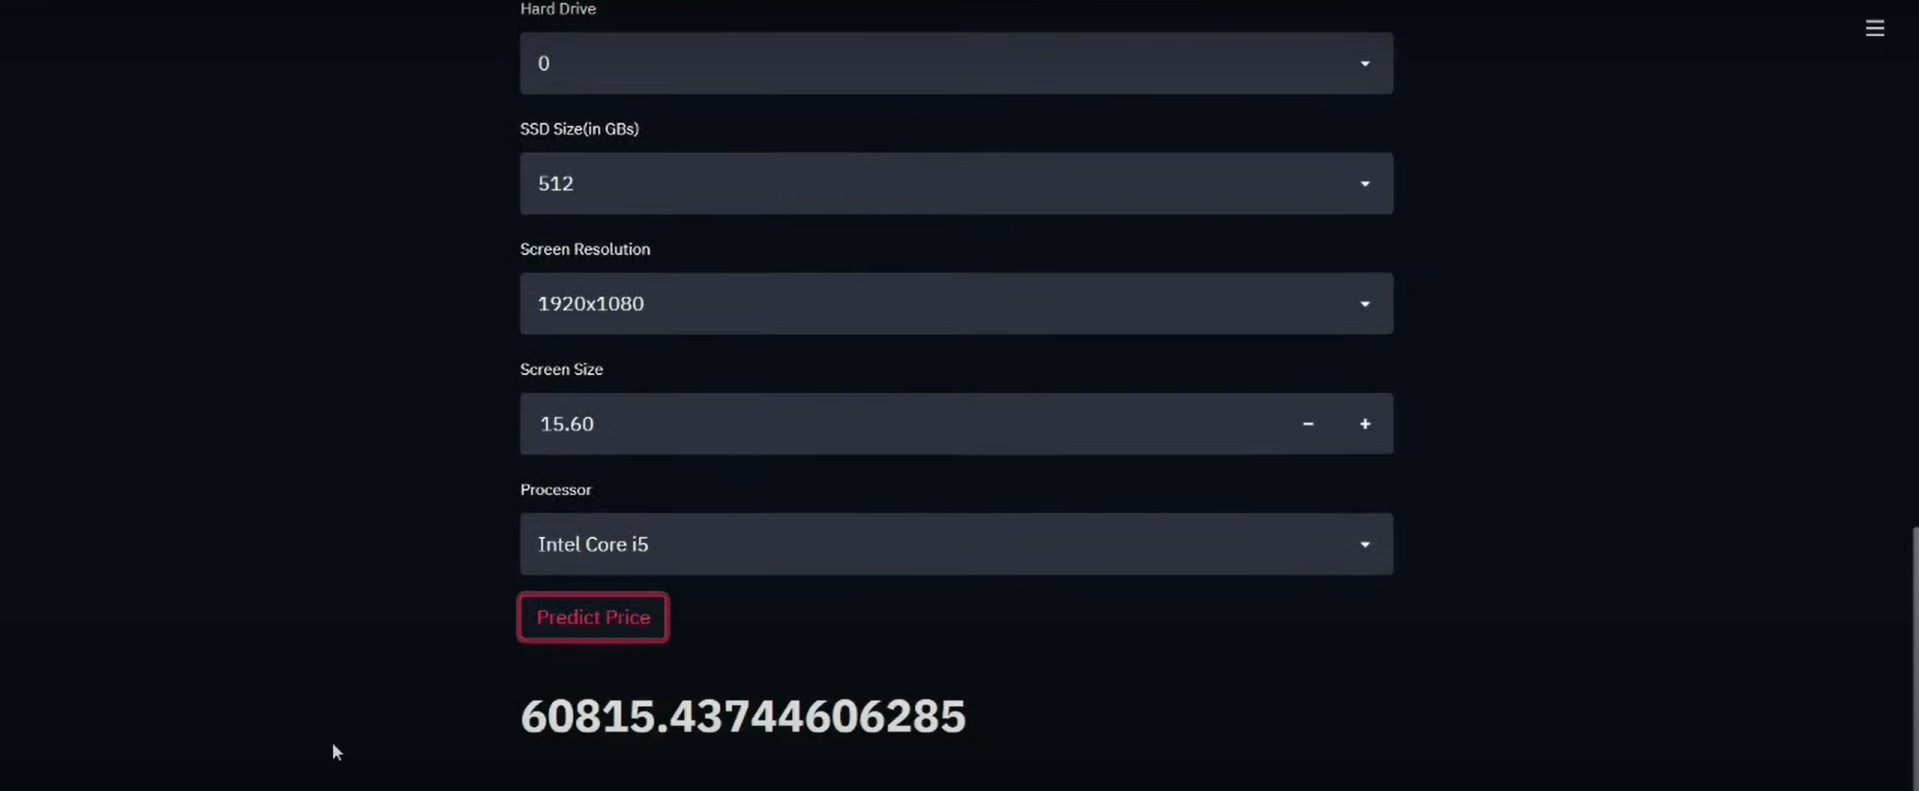 Hard Drive
0
SSD Size(in GBs)
512
Screen Resolution
1920x1080
Screen Size
15.60
Processor
Intel Core i5
Predict Price
60815.43744606285